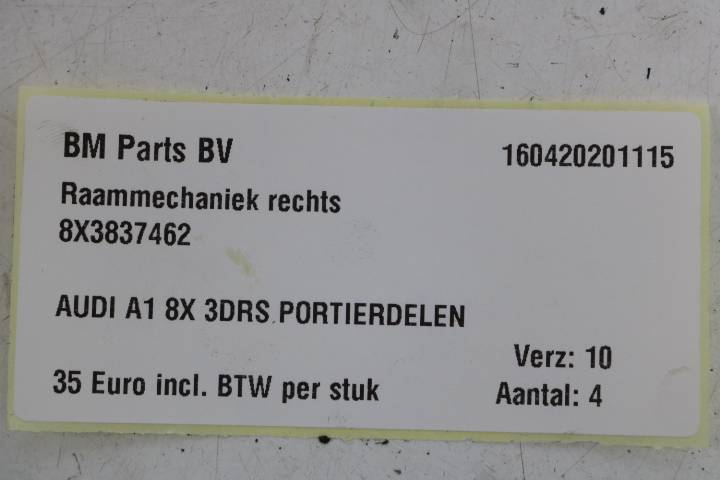 BM Parts BV 160420201115
Raammechaniek rechts
8X3837462
AUDI A1 8X 3DRS PORTIERDELEN
Verz: 10
35 Euro incl. BTW per stuk Aantal: 4